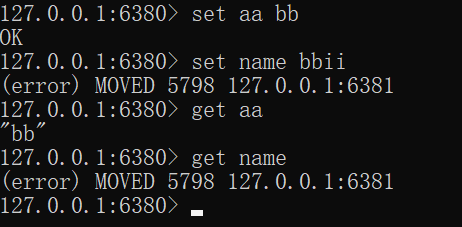 127.0.0.1:6380> set aa bb
OK
127.0.0.1:6380> set name bbii
(error) MOVED 5798 127.0.0.1:6381
127.0.0.1:6380> get aa
"bb"
127.0.0.1:6380> get name
(error) MOVED 5798 127.0.0.1:6381
127.0.0.1:6380>